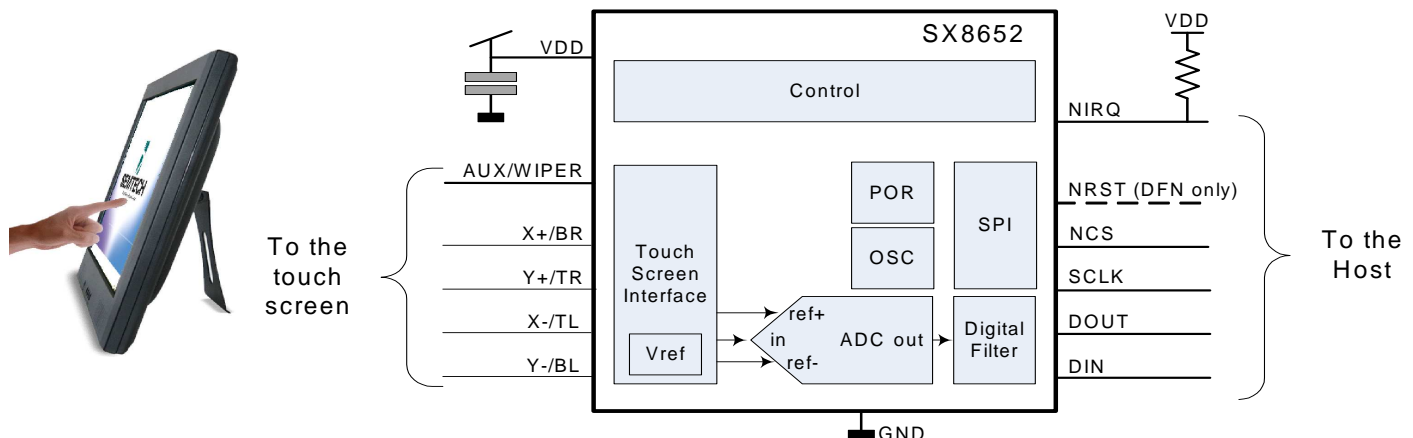 SX8652
VDD
VDD
Control
NIRQ
AUX/WIPER
X+/BR
Y+/TR
X-/TL
Y-/BL
To the
touch
screen
SEMTECH
Touch
Screen
Interface
Vref
POR
OSC
SPI
ref+
in
ref-
ADC out
Digital
Filter
NRST (DFN only)
NCS
SCLK
DOUT
DIN
To the
Host
GND